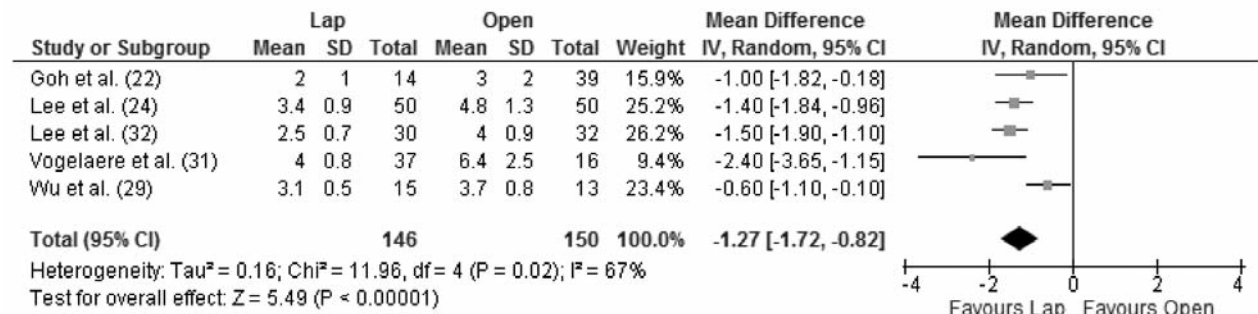 Lap Open Mean Difference Mean Difference
Study or Subgroup Mean SD Total Mean SD Total Weight IV, Random, 95% CI IV, Random, 95% CI
Goh et al. (22) 2 1 14 3 2 39 15.9% -1.00 [-1.82, -0.18]
Lee et al. (24) 3.4 0.9 50 4.8 1.3 50 25.2% -1.40 [-1.84, -0.96]
Lee et al. (32) 2.5 0.7 30 4 0.9 32 26.2% -1.50 [-1.90, -1.10]
Vogelaere et al. (31) 4 0.8 37 6.4 2.5 16 9.4% -2.40 [-3.65, -1.15]
Wu et al. (29) 3.1 0.5 15 3.7 0.8 13 23.4% -0.60 [-1.10, -0.10]
Total (95% CI) 146 150 100.0% -1.27 [-1.72, -0.82]
Heterogeneity: Tau² = 0.16; Chi² = 11.96, df = 4 (P = 0.02); I² = 67%
Test for overall effect: Z = 5.49 (P < 0.00001)
-4 -2 0 2 4
Favours Lap Favours Open